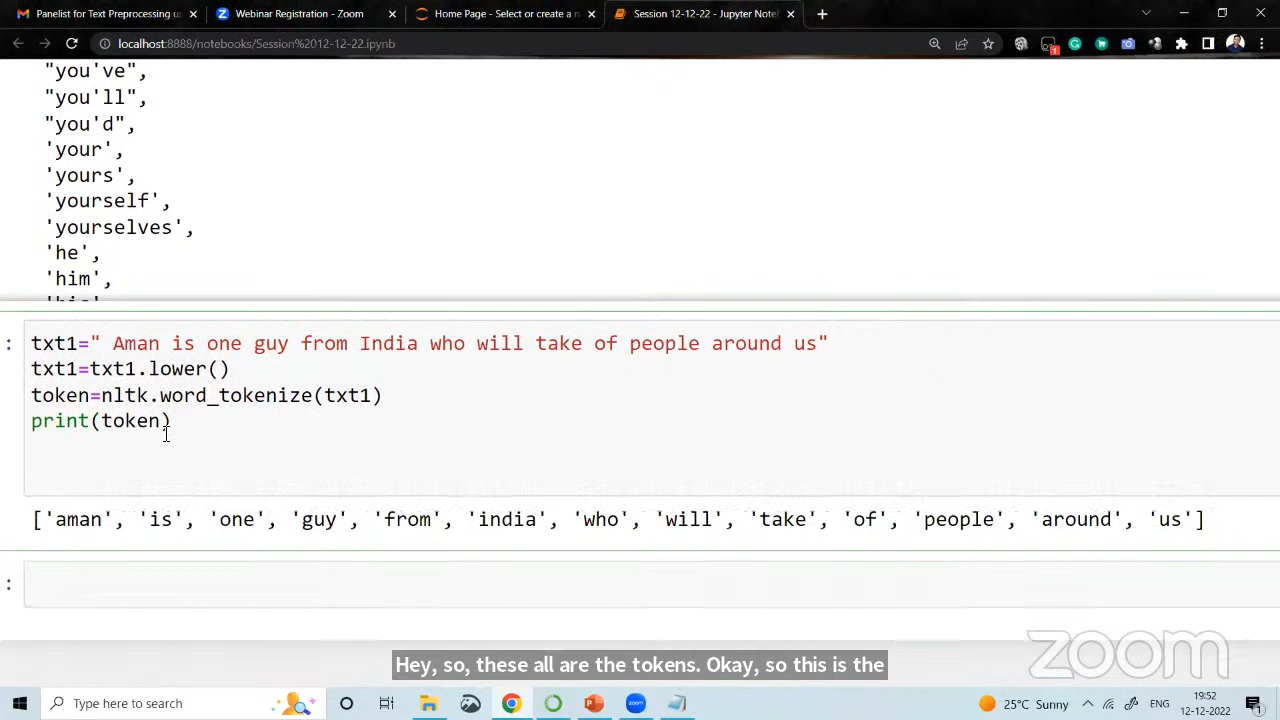 Panelist for Text Preprocessing u
Webinar Registration - Zoom
Home Page - Select or create a n
Session 12-12-22 - Jupyter Note
localhost:8888/notebooks/Session%2012-12-22.ipynb
1
"you've",
"you'll",
"you'd",
'your',
'yours',
'yourself',
'yourselves',
'he',
'him',
: txt1=" Aman is one guy from India who will take of people around us"
txt1=txt1.lower()
token=nltk.word_tokenize(txt1)
print(token)
['aman', 'is', 'one', 'guy', 'from', 'india', 'who', 'will', 'take', 'of', 'people', 'around', 'us']
:
Hey, so, these all are the tokens. Okay, so this is the
zoom
Type here to search
zoom
25°C Sunny
ENG
19:52
12-12-2022
1